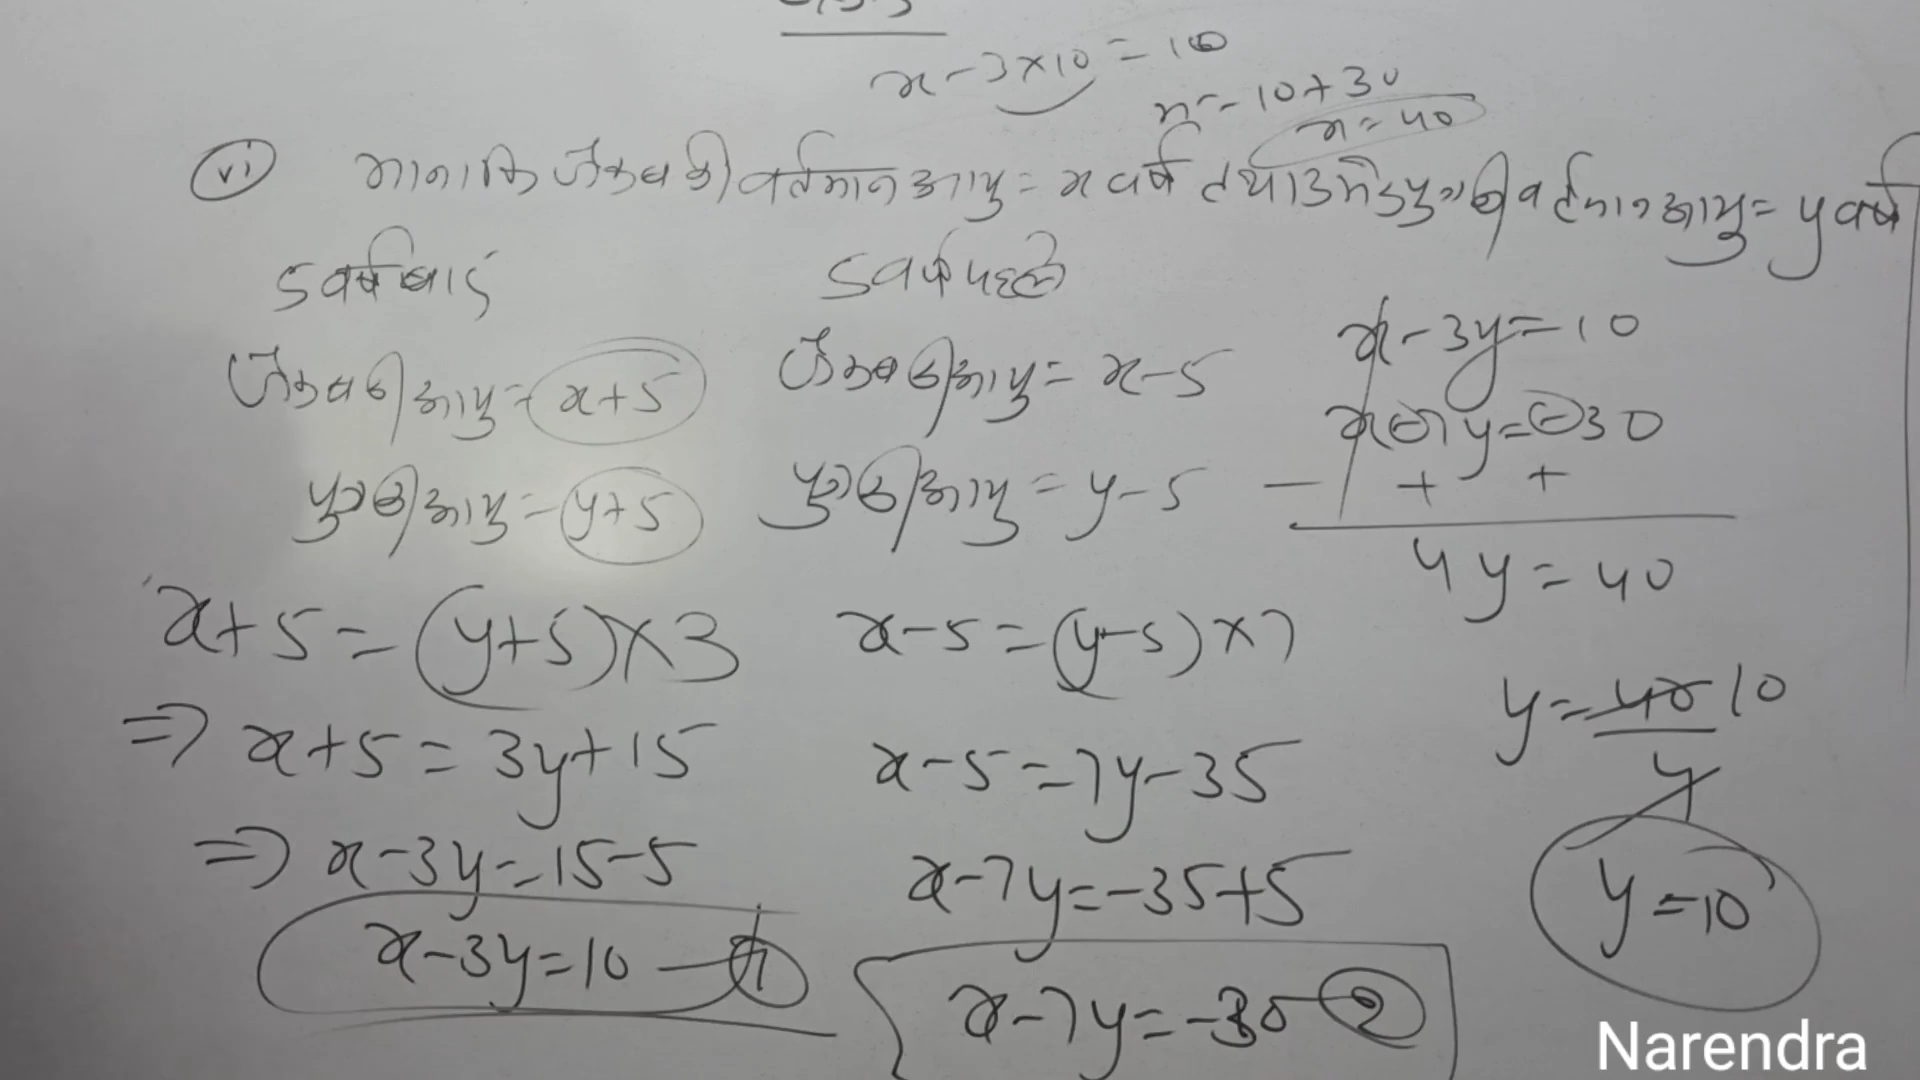 x-3×10=10
x=10+30
x=40
(vi) माना कि जैकब की वर्तमान आयु = x वर्ष तथा उसके पुत्र की वर्तमान आयु = y वर्ष
5 वर्ष बाद
जैकब की आयु = x+5
पुत्र की आयु = y+5
x+5=(y+5)×3
⇒ x+5=3y+15
⇒ x-3y=15-5
x-3y=10 — 1
5 वर्ष पहले
जैकब की आयु = x-5
पुत्र की आयु = y-5
x-5=(y-5)×7
x-5=7y-35
x-7y=-35+5
x-7y=-30 — 2
x-3y=10
x-7y=-30
- + +
4y=40
y=40/4 10
y=10
Narendra